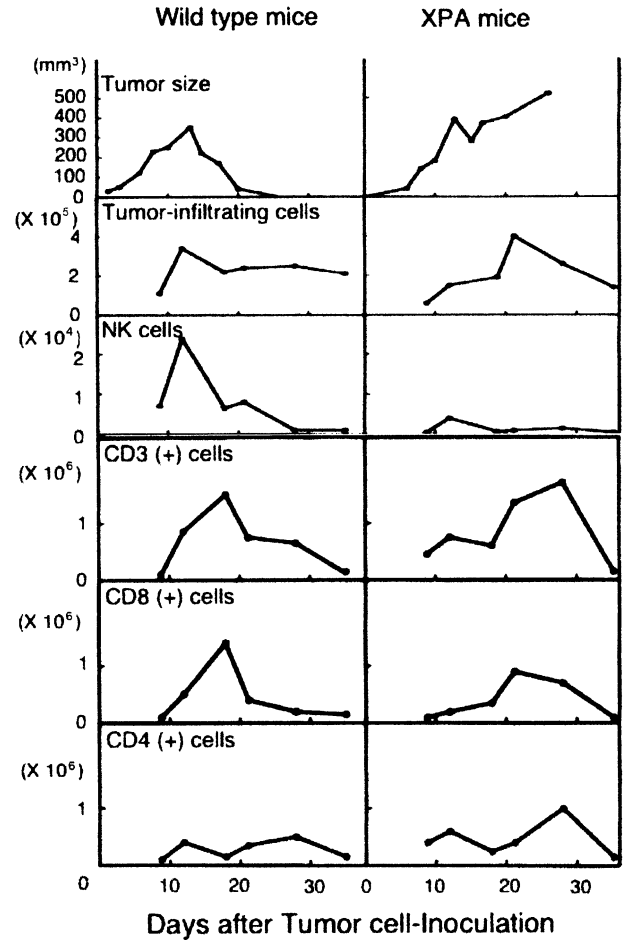 Wild type mice XPA mice
(mm³) Tumor size
500
400
300
200
100
0
Tumor-infiltrating cells
(X 10⁵)
4
2
0
NK cells
(X 10⁴)
2
1
0
CD3 (+) cells
(X 10⁶)
1
0
CD8 (+) cells
(X 10⁶)
1
0
CD4 (+) cells
(X 10⁶)
1
0 10 20 30 0 10 20 30
Days after Tumor cell-Inoculation